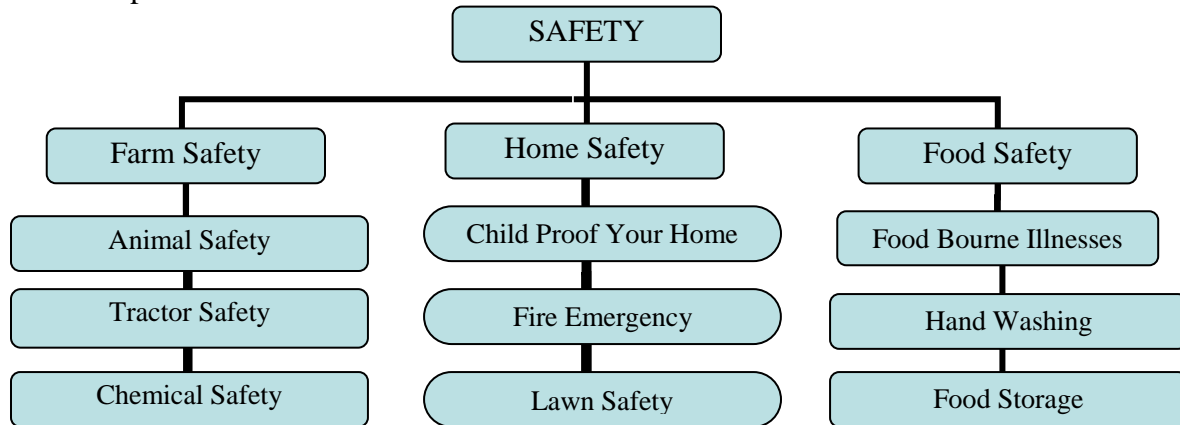 SAFETY
Farm Safety
Home Safety
Food Safety
Animal Safety
Child Proof Your Home
Food Bourne Illnesses
Tractor Safety
Fire Emergency
Hand Washing
Chemical Safety
Lawn Safety
Food Storage